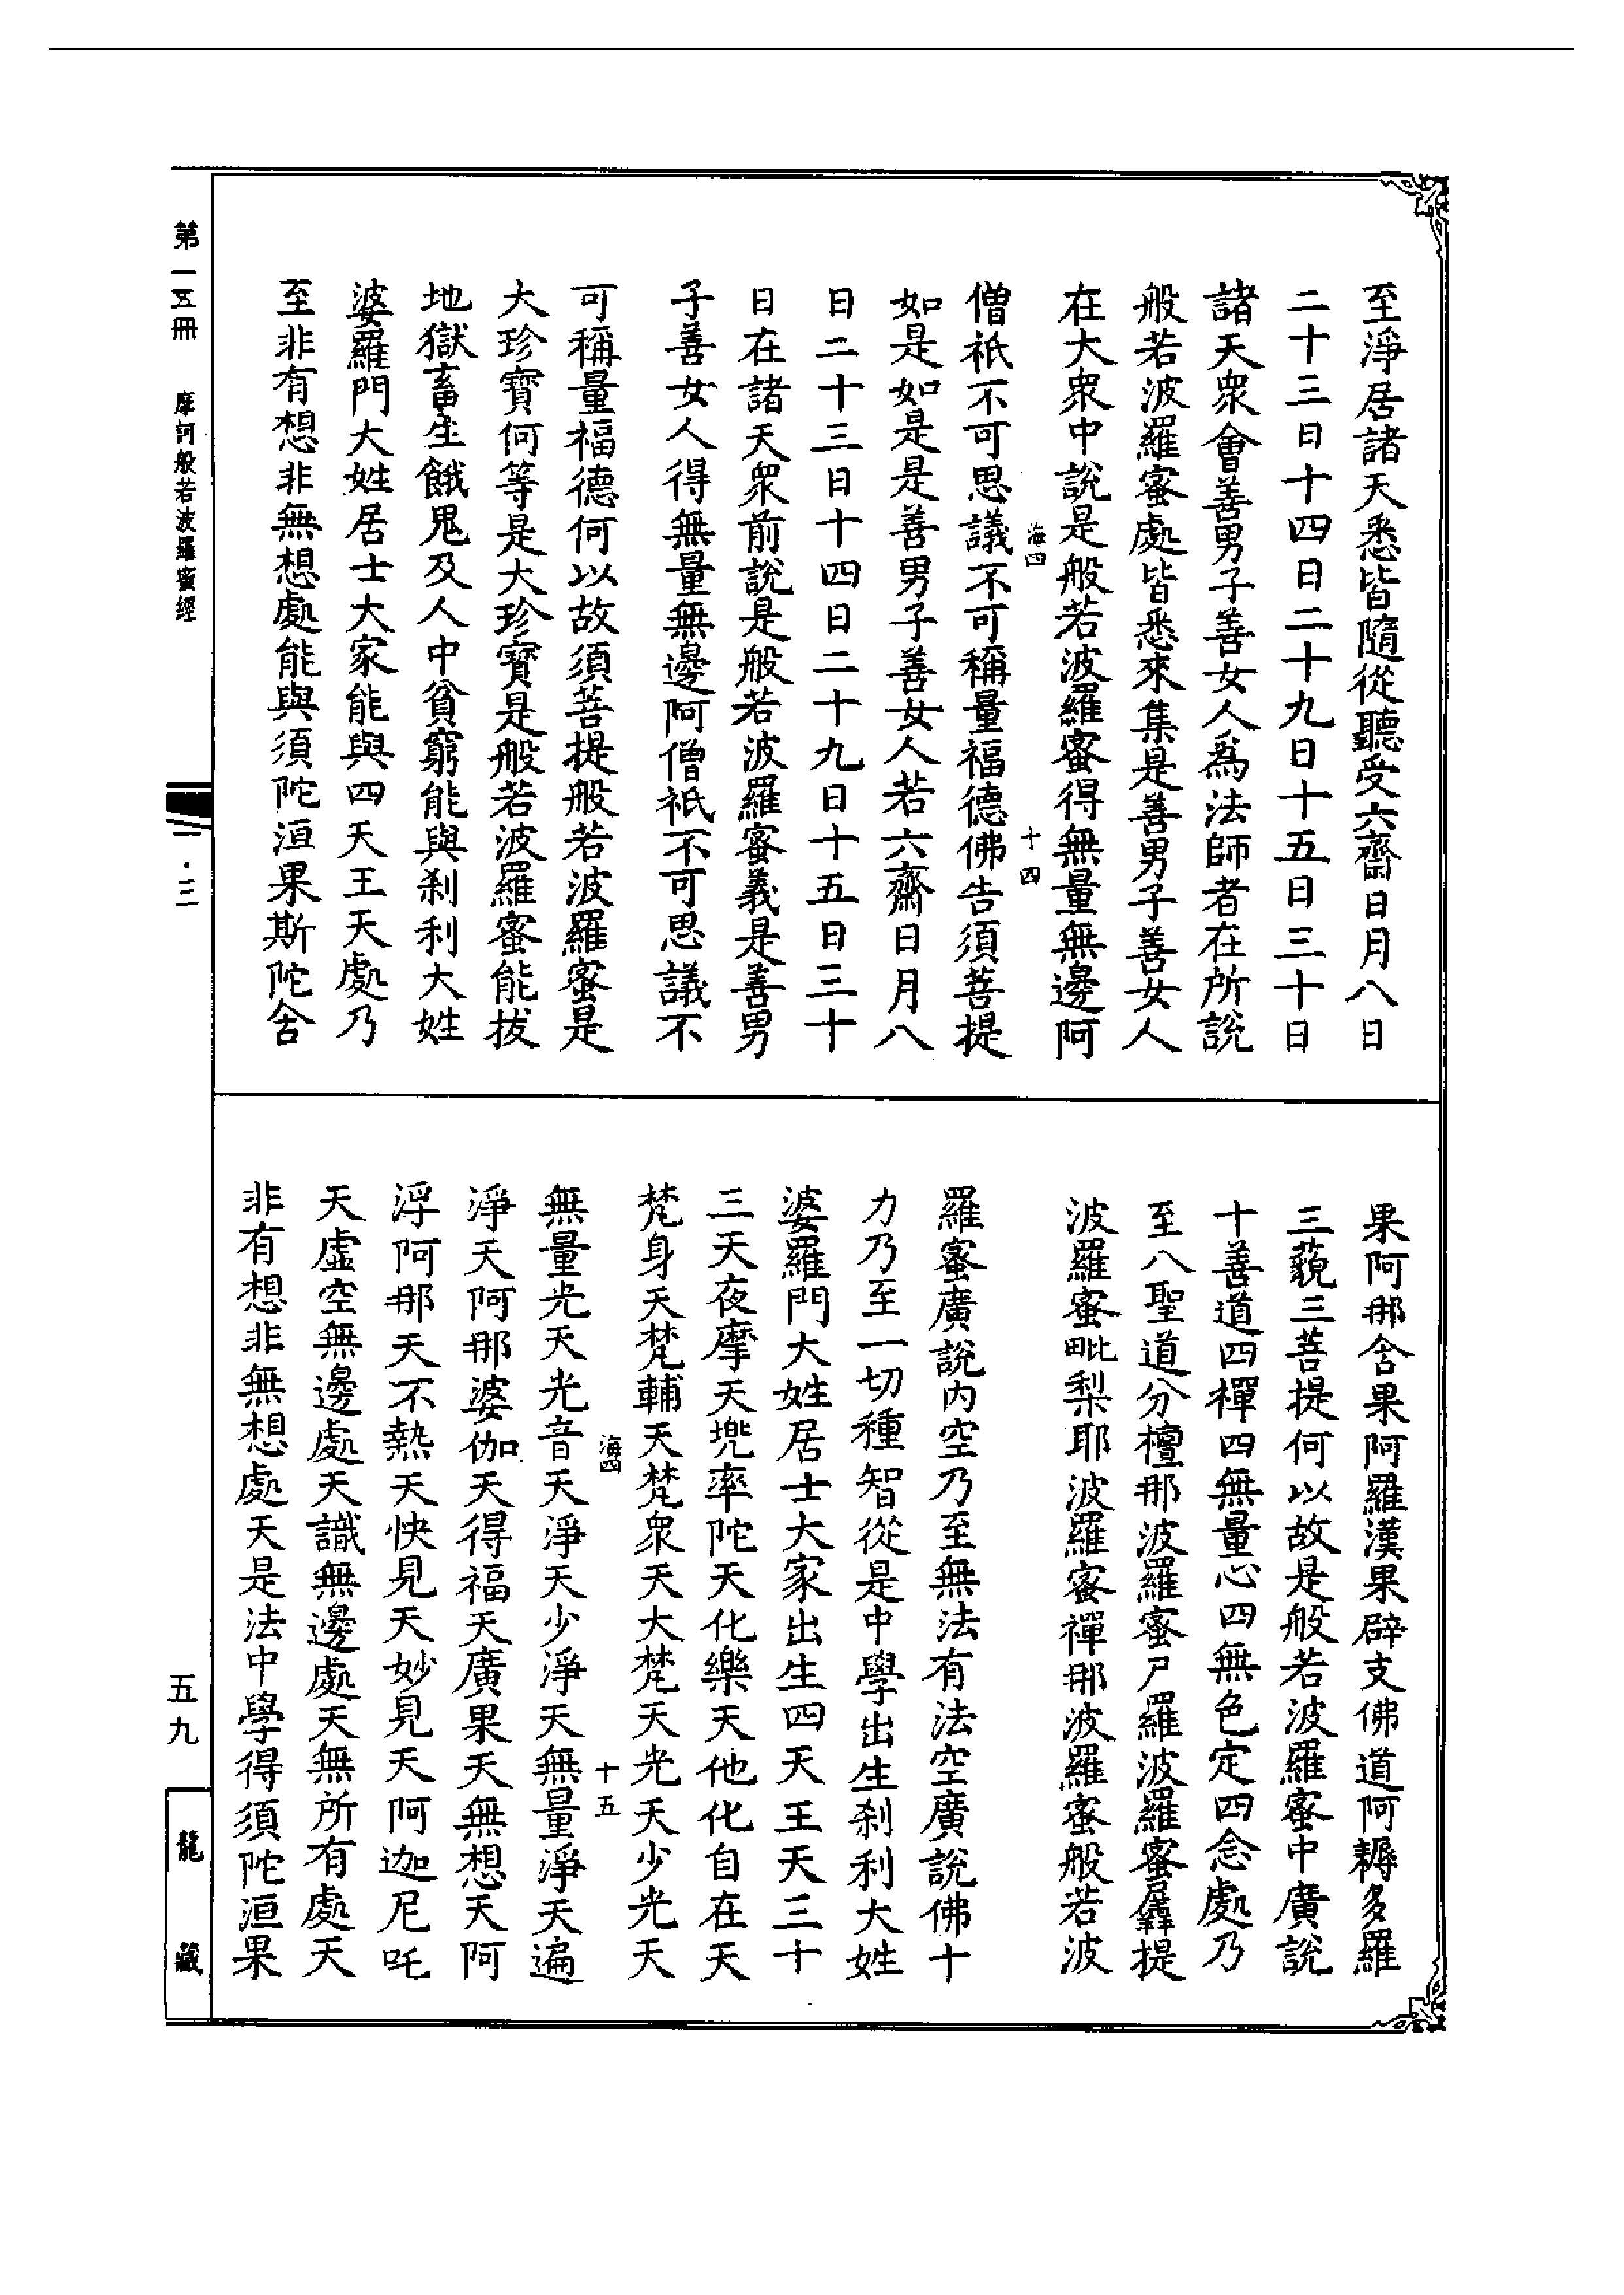 至淨居諸天悉皆隨從聽受六齋日月八日
二十三日十四日二十九日十五日三十日
諸天衆會善男子善女人爲法師者在所說
般若波羅蜜處皆悉來集是善男子善女人
在大衆中說是般若波羅蜜得無量無邊阿
海四
十四
僧祇不可思議不可稱量福德佛告須菩提
如是如是是善男子善女人若六齋日月八
日二十三日十四日二十九日十五日三十
日在諸天衆前說是般若波羅蜜義是善男
子善女人得無量無邊阿僧祇不可思議不
可稱量福德何以故須菩提般若波羅蜜是
大珍寶何等是大珍寶是般若波羅蜜能拔
地獄畜生餓鬼及人中貧窮能與剎利大姓
婆羅門大姓居士大家能與四天王天處乃
至非有想非無想處能與須陀洹果斯陀含
果阿那含果阿羅漢果辟支佛道阿耨多羅
三藐三菩提何以故是般若波羅蜜中廣說
十善道四禪四無量心四無色定四念處乃
至八聖道分檀那波羅蜜尸羅波羅蜜羼提
波羅蜜毗梨耶波羅蜜禪那波羅蜜般若波
羅蜜廣說內空乃至無法有法空廣說佛十
力乃至一切種智從是中學出生剎利大姓
婆羅門大姓居士大家出生四天王天三十
三天夜摩天兜率陀天化樂天他化自在天
梵身天梵輔天梵衆天大梵天光天少光天
海四
十五
無量光天光音天淨天少淨天無量淨天遍
淨天阿那婆伽天得福天廣果天無想天阿
浮阿那天不熱天快見天妙見天阿迦尼吒
天虛空無邊處天識無邊處天無所有處天
非有想非無想處天是法中學得須陀洹果
第一五冊
摩訶般若波羅蜜經
二·三
五九
龍藏